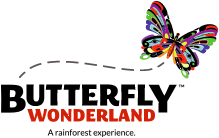 BUTTERFLY™
WONDERLAND
A rainforest experience.